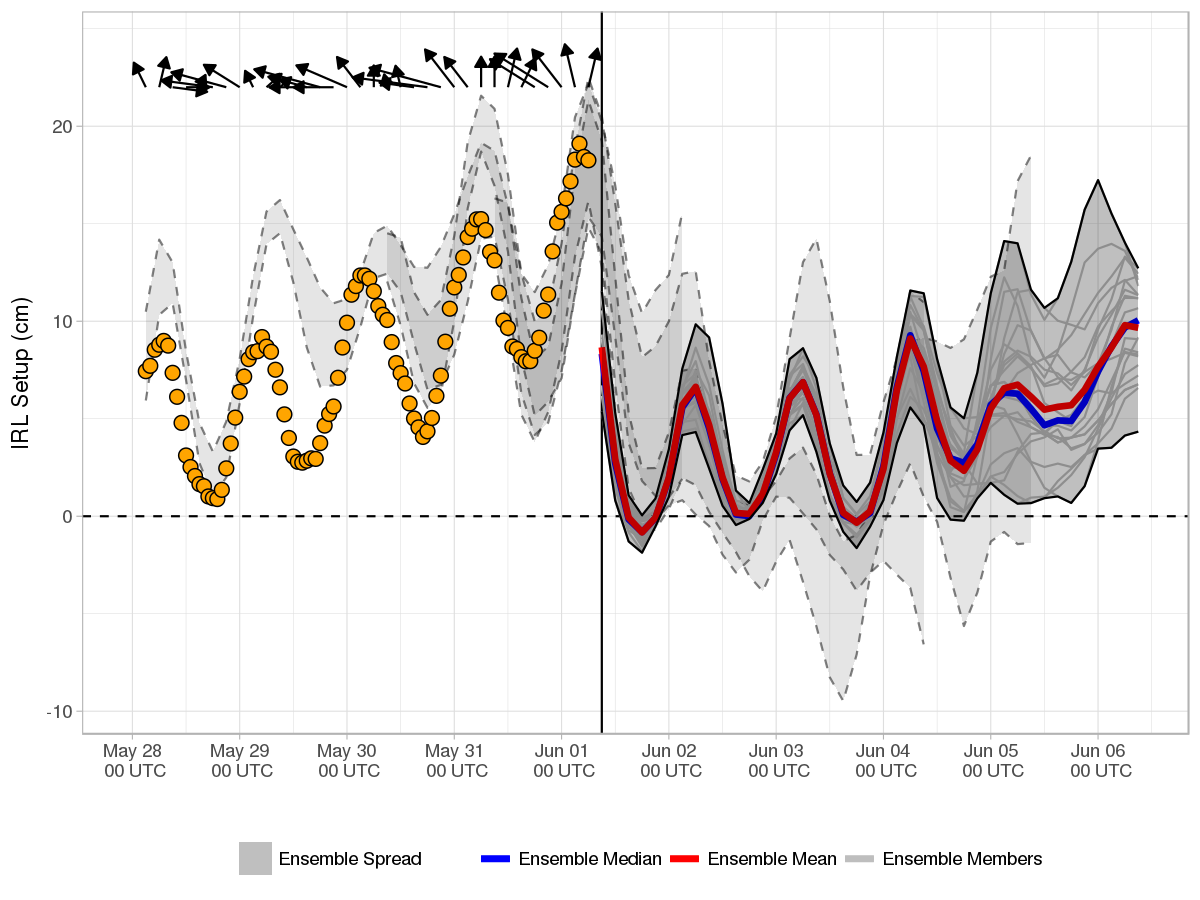 IRL Setup (cm)
20
10
0
-10
May 28 May 29 May 30 May 31 Jun 01 Jun 02 Jun 03 Jun 04 Jun 05 Jun 06
00 UTC 00 UTC 00 UTC 00 UTC 00 UTC 00 UTC 00 UTC 00 UTC 00 UTC 00 UTC
Ensemble Spread Ensemble Median Ensemble Mean Ensemble Members